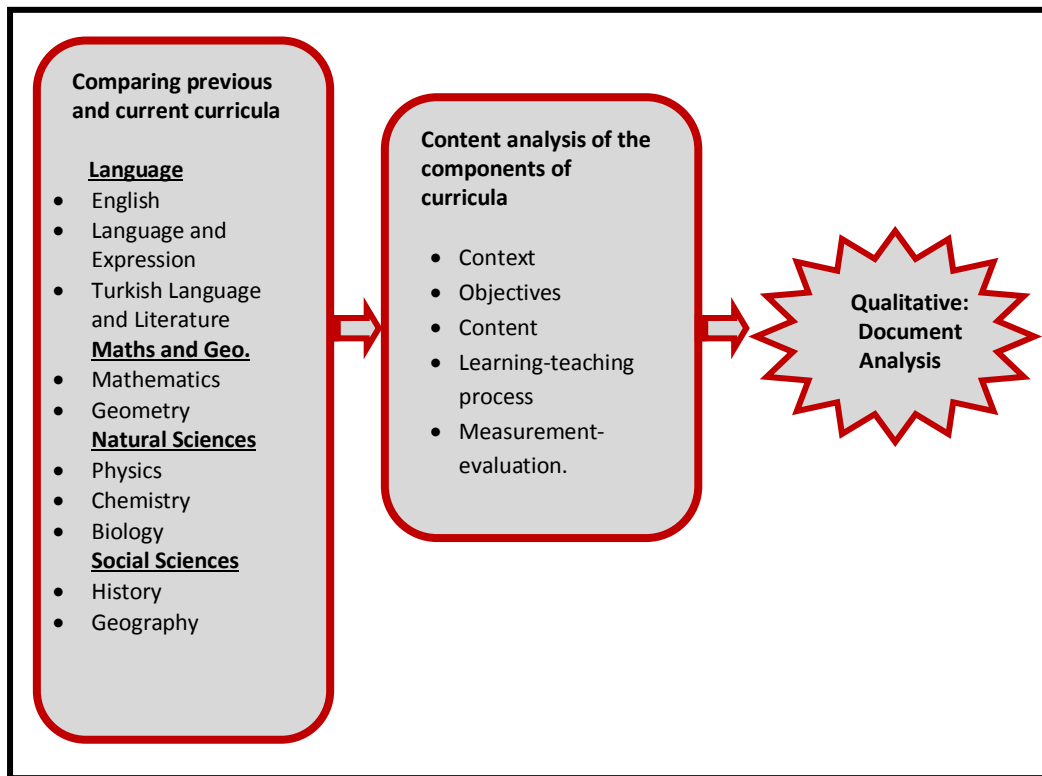 Comparing previous
and current curricula
Language
• English
• Language and
Expression
• Turkish Language
and Literature
Maths and Geo.
• Mathematics
• Geometry
Natural Sciences
• Physics
• Chemistry
• Biology
Social Sciences
• History
• Geography
Content analysis of the
components of
curricula
• Context
• Objectives
• Content
• Learning-teaching
process
• Measurement-
evaluation.
Qualitative:
Document
Analysis